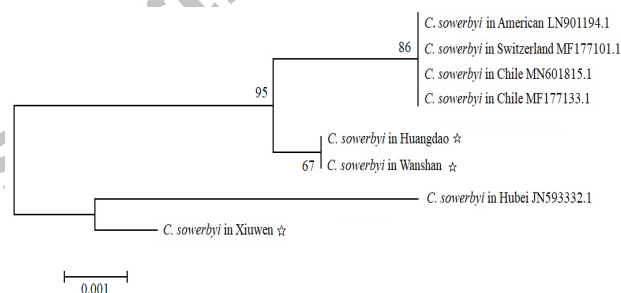 C. sowerbyi in American LN901194.1
86
C. sowerbyi in Switzerland MF177101.1
C. sowerbyi in Chile MN601815.1
95
C. sowerbyi in Chile MF177133.1
C. sowerbyi in Huangdao ☆
67
C. sowerbyi in Wanshan ☆
C. sowerbyi in Hubei JN593332.1
C. sowerbyi in Xiuwen ☆
0.001